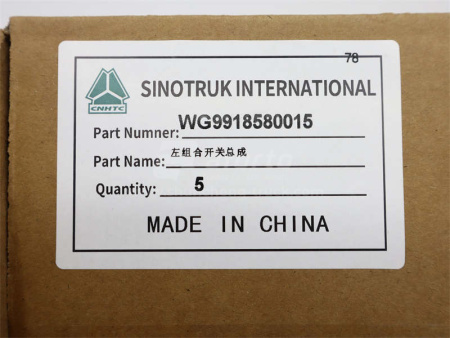 78
CNHTC
SINOTRUK INTERNATIONAL
Part Numner: WG9918580015
Part Name: 左组合开关总成
Quantity: 5
MADE IN CHINA